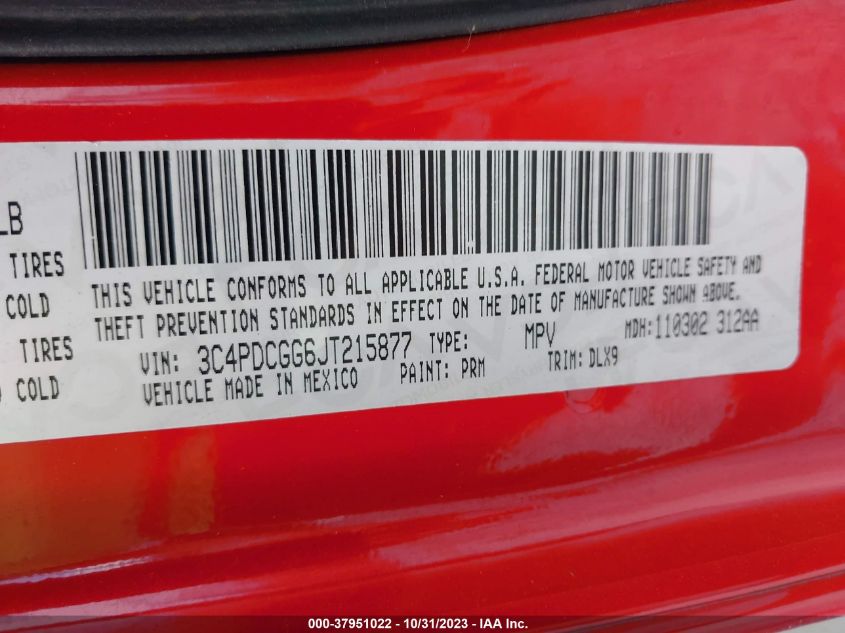 LB
TIRES
COLD
TIRES
COLD
THIS VEHICLE CONFORMS TO ALL APPLICABLE U.S.A. FEDERAL MOTOR VEHICLE SAFETY AND
THEFT PREVENTION STANDARDS IN EFFECT ON THE DATE OF MANUFACTURE SHOWN ABOVE.
VIN: 3C4PDCGG6JT215877 TYPE: MPV MDH: 110302 312AA
VEHICLE MADE IN MEXICO PAINT: PRM TRIM: DLX9
000-37951022 - 10/31/2023 - IAA Inc.